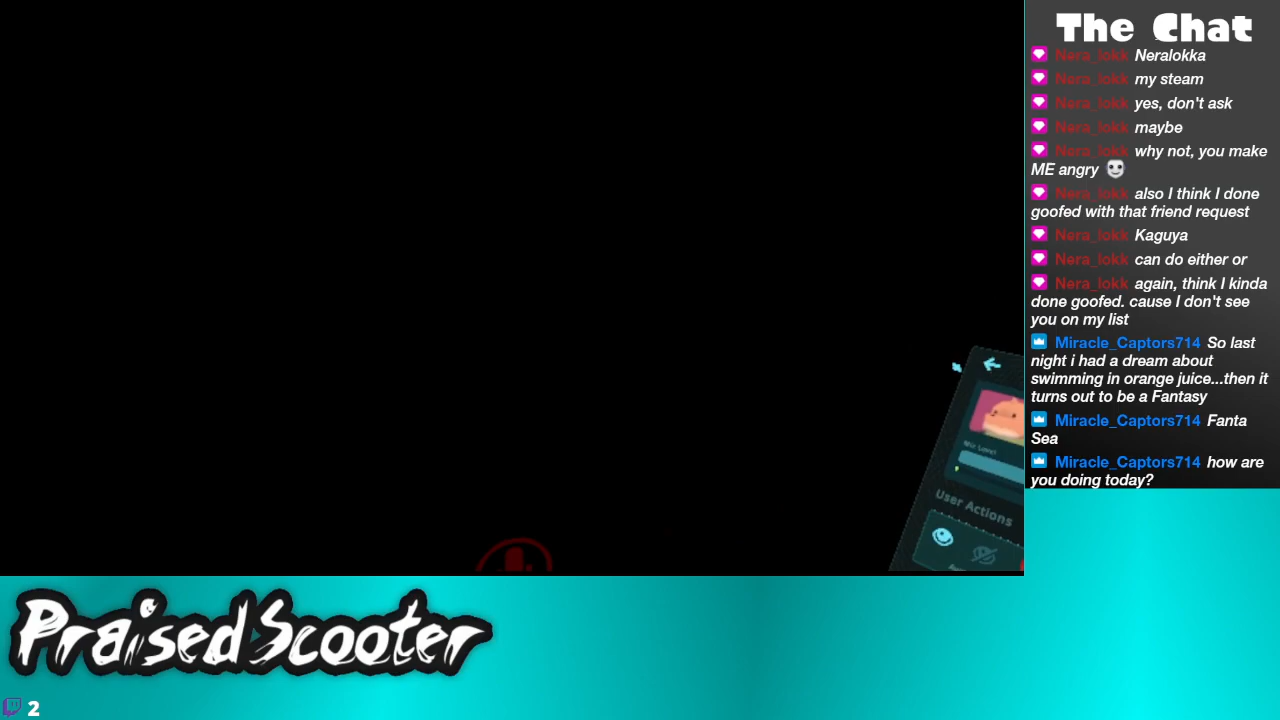 The Chat
Nera_lokk Neralokka
Nera_lokk my steam
Nera_lokk yes, don't ask
Nera_lokk maybe
Nera_lokk why not, you make
ME angry
Nera_lokk also I think I done
goofed with that friend request
Nera_lokk Kaguya
Nera_lokk can do either or
Nera_lokk again, think I kinda
done goofed. cause I don't see
you on my list
Miracle_Captors714 So last
night i had a dream about
swimming in orange juice...then it
turns out to be a Fantasy
Miracle_Captors714 Fanta
Sea
Miracle_Captors714 how are
you doing today?
User Actions
PraisedScooter
2